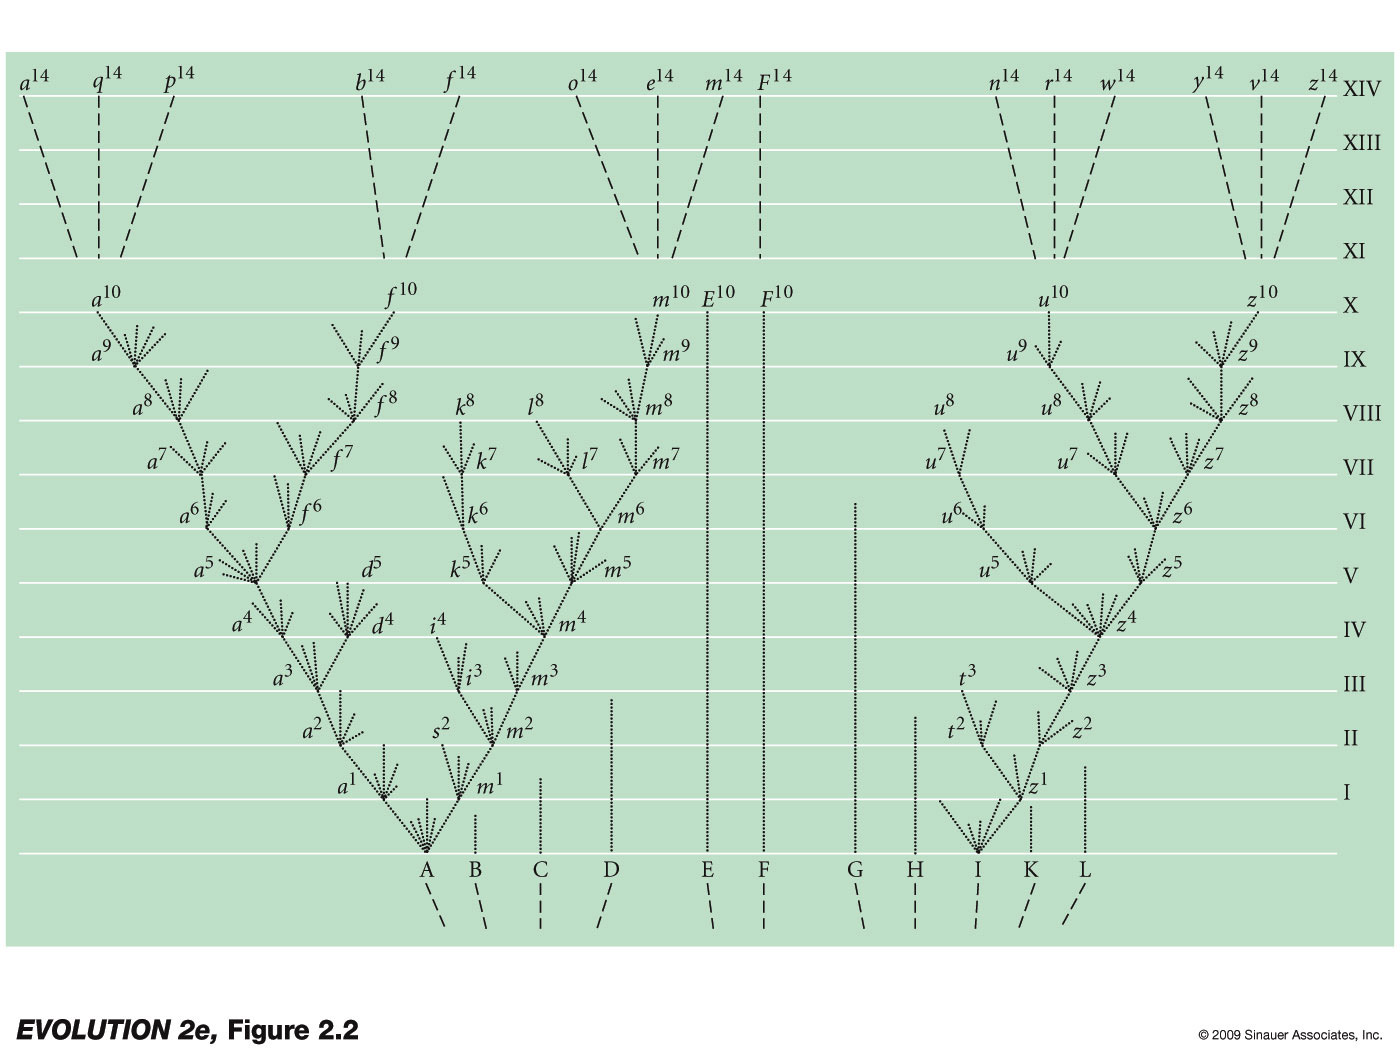 a14 q14 p14 b14 f14 o14 e14 m14 F14 n14 r14 w14 y14 v14 z14 XIV
XIII
XII
XI
a10 f10 m10 E10 F10 u10 z10 X
a9 f9 m9 u9 z9 IX
a8 f8 k8 l8 m8 u8 u8 z8 VIII
a7 f7 k7 l7 m7 u7 u7 z7 VII
a6 f6 k6 m6 u6 z6 VI
a5 d5 k5 m5 u5 z5 V
a4 d4 i4 m4 z4 IV
a3 i3 m3 t3 z3 III
a2 s2 m2 t2 z2 II
a1 m1 z1 I
A B C D E F G H I K L
EVOLUTION 2e, Figure 2.2
© 2009 Sinauer Associates, Inc.